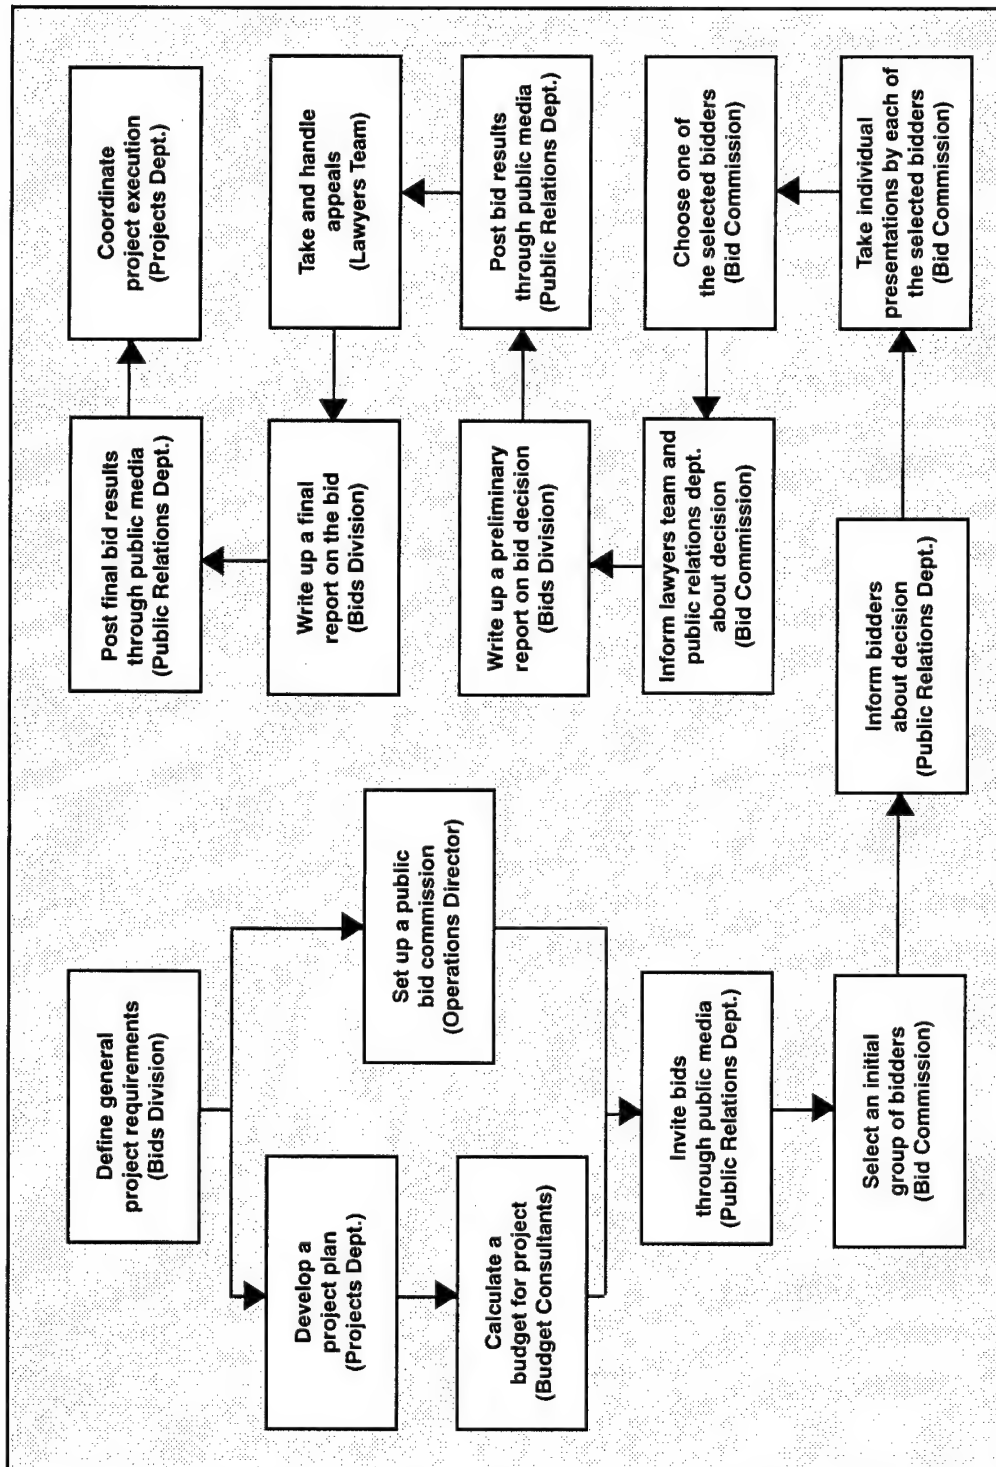 Define general
project requirements
(Bids Division)
Develop a
project plan
(Projects Dept.)
Set up a public
bid commission
(Operations Director)
Calculate a
budget for project
(Budget Consultants)
Invite bids
through public media
(Public Relations Dept.)
Select an initial
group of bidders
(Bid Commission)
Inform bidders
about decision
(Public Relations Dept.)
Take individual
presentations by each of
the selected bidders
(Bid Commission)
Choose one of
the selected bidders
(Bid Commission)
Inform lawyers team and
public relations dept.
about decision
(Bid Commission)
Write up a preliminary
report on bid decision
(Bids Division)
Post bid results
through public media
(Public Relations Dept.)
Take and handle
appeals
(Lawyers Team)
Write up a final
report on the bid
(Bids Division)
Post final bid results
through public media
(Public Relations Dept.)
Coordinate
project execution
(Projects Dept.)